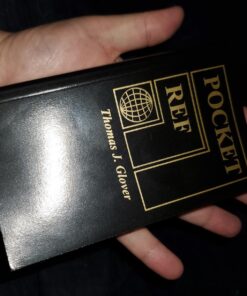 POCKET
REF
Thomas J. Glover